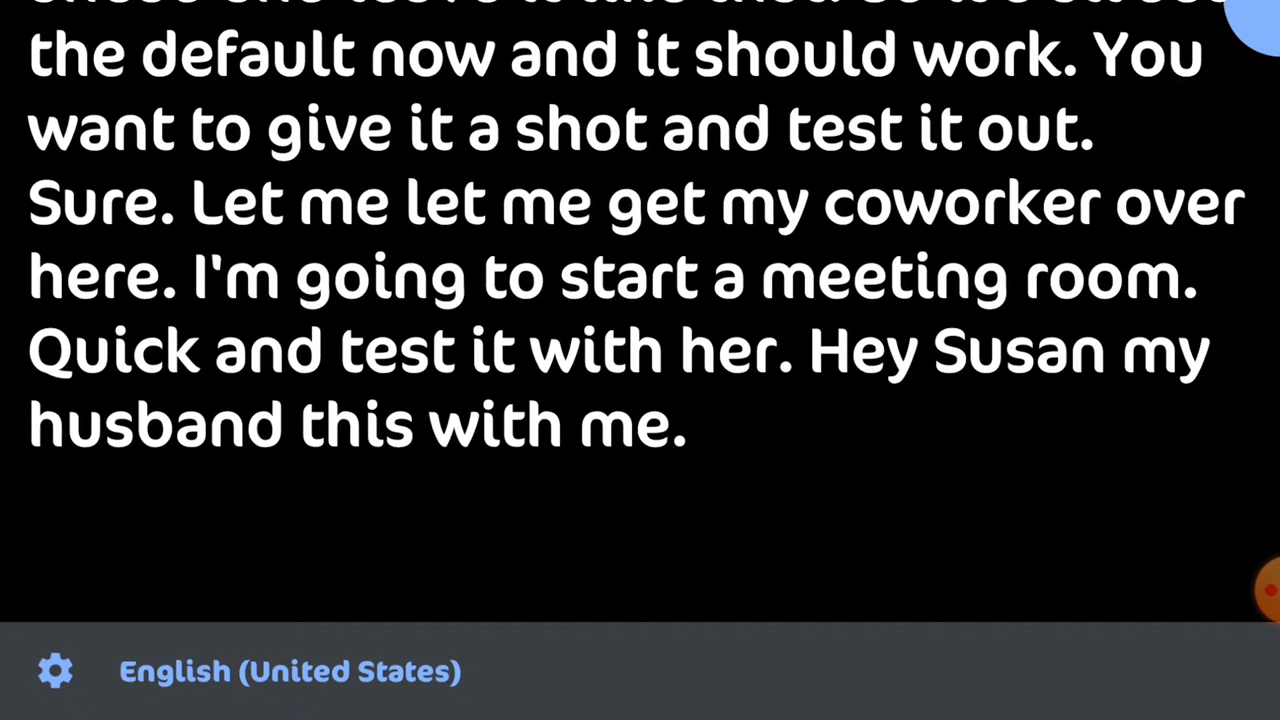 the default now and it should work. You
want to give it a shot and test it out.
Sure. Let me let me get my coworker over
here. I'm going to start a meeting room.
Quick and test it with her. Hey Susan my
husband this with me.
English (United States)